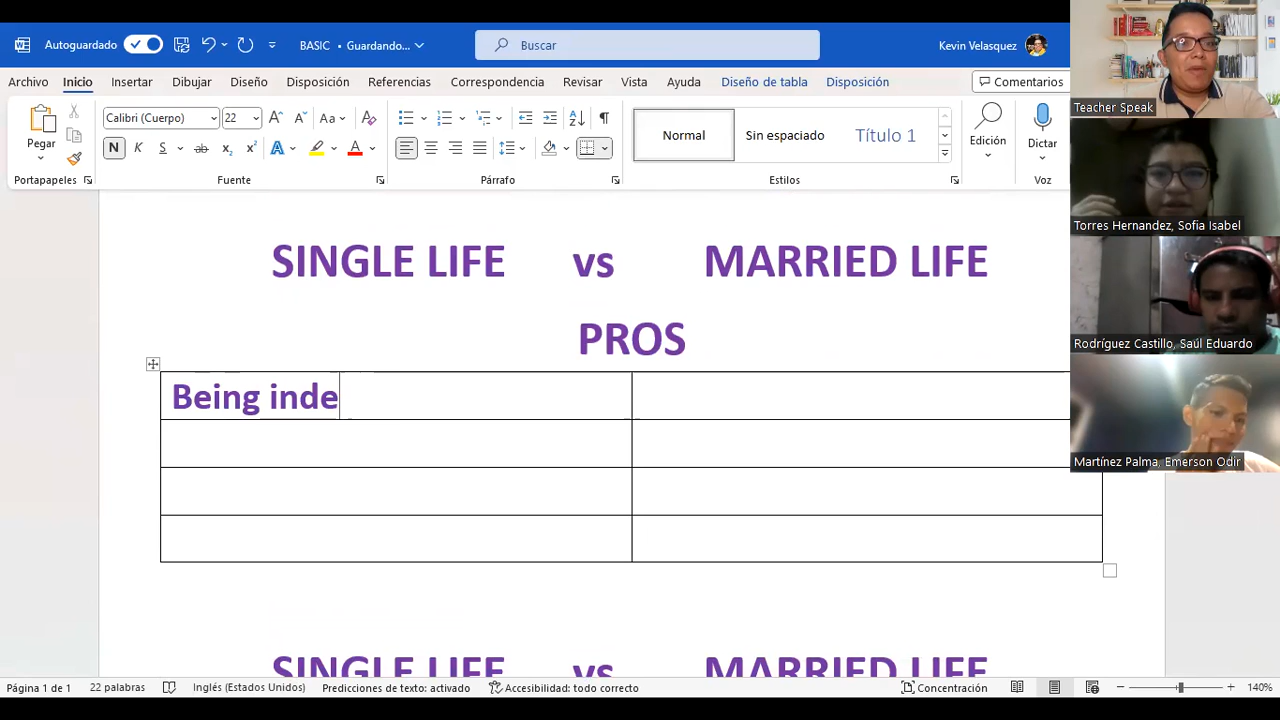 Autoguardado BASIC • Guardando... Buscar Kevin Velasquez
Archivo Inicio Insertar Dibujar Diseño Disposición Referencias Correspondencia Revisar Vista Ayuda Diseño de tabla Disposición Comentarios
Calibri (Cuerpo) 22 Aa
Pegar N K S ab x₂ x² A A Normal Sin espaciado Título 1 Edición Dictar
Portapapeles Fuente Párrafo Estilos Voz
Teacher Speak
Torres Hernandez, Sofia Isabel
Rodríguez Castillo, Saúl Eduardo
Martínez Palma, Emerson Odir
SINGLE LIFE vs MARRIED LIFE
PROS
Being inde
SINGLE LIFE vs MARRIED LIFE
Página 1 de 1 22 palabras Inglés (Estados Unidos) Predicciones de texto: activado Accesibilidad: todo correcto Concentración 140%